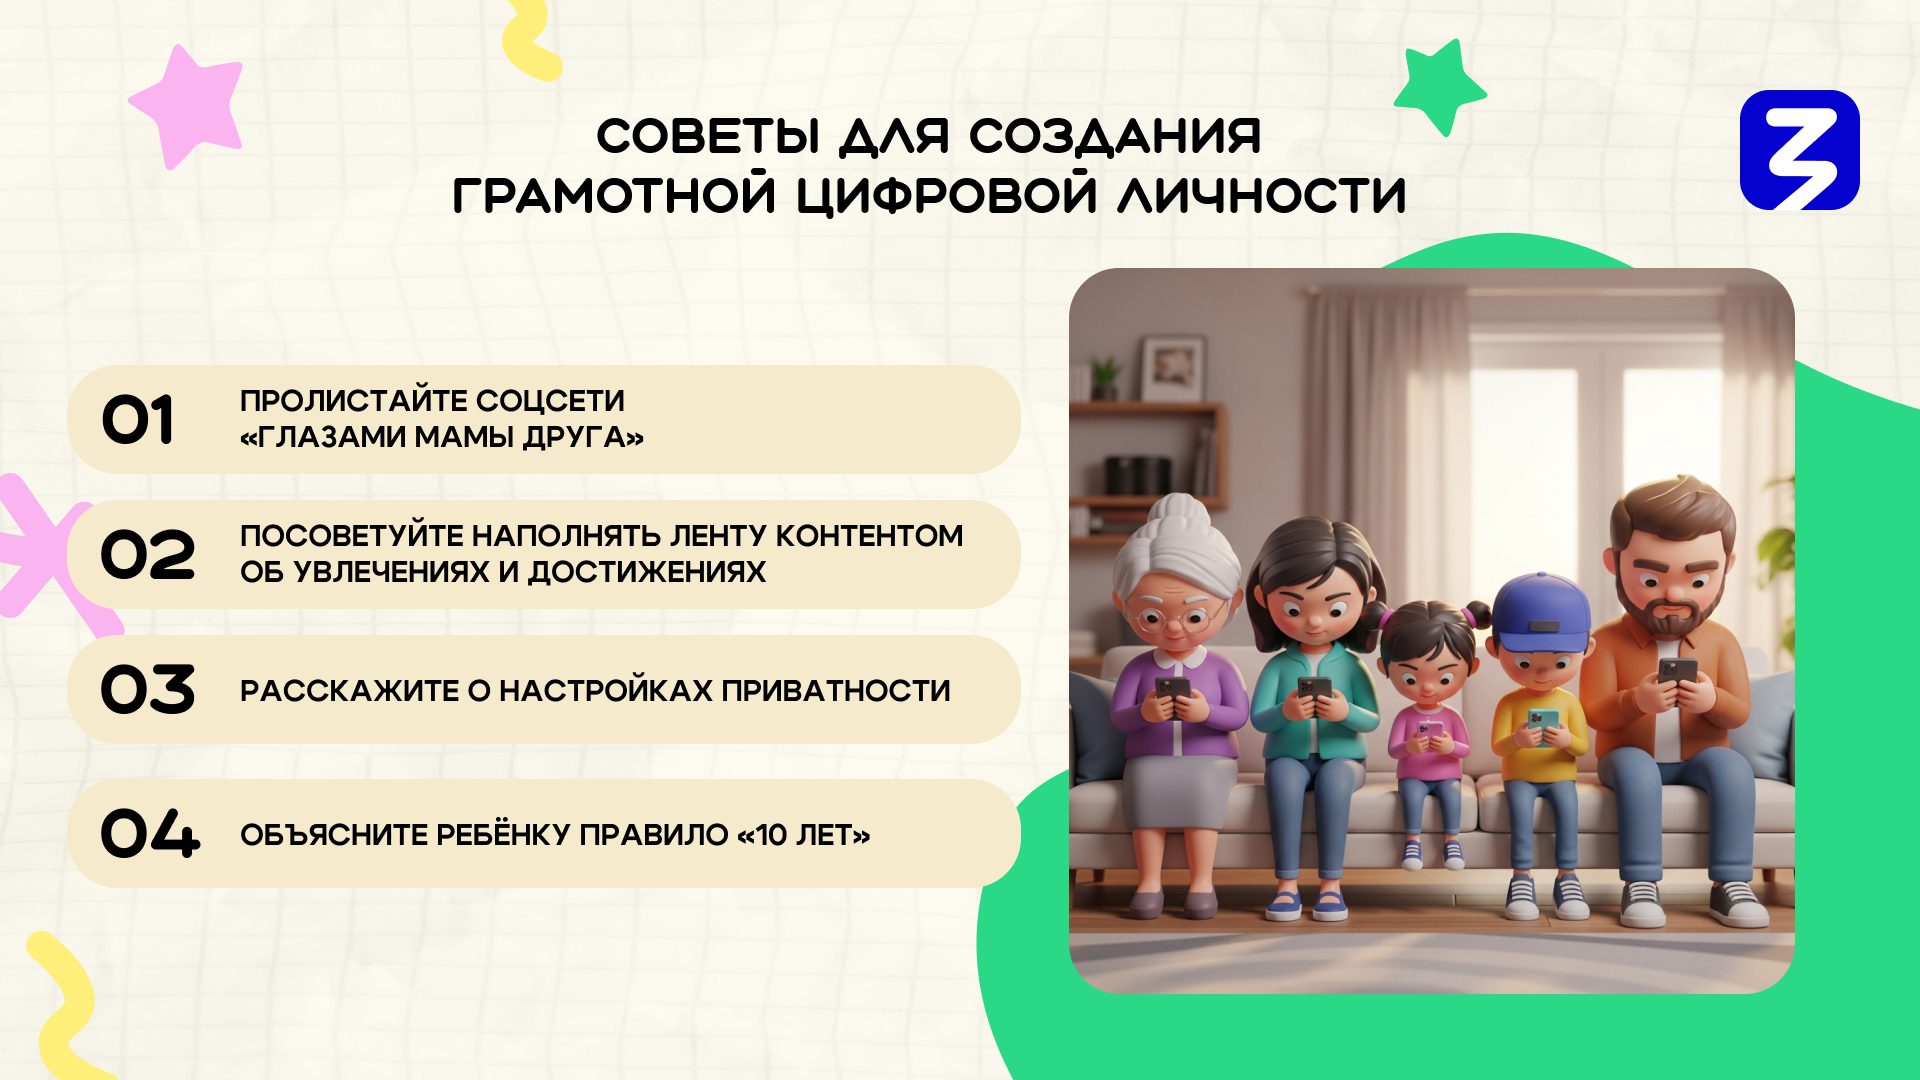 СОВЕТЫ ДЛЯ СОЗДАНИЯ
ГРАМОТНОЙ ЦИФРОВОЙ ЛИЧНОСТИ
01
ПРОЛИСТАЙТЕ СОЦСЕТИ
«ГЛАЗАМИ МАМЫ ДРУГА»
02
ПОСОВЕТУЙТЕ НАПОЛНЯТЬ ЛЕНТУ КОНТЕНТОМ
ОБ УВЛЕЧЕНИЯХ И ДОСТИЖЕНИЯХ
03
РАССКАЖИТЕ О НАСТРОЙКАХ ПРИВАТНОСТИ
04
ОБЪЯСНИТЕ РЕБЁНКУ ПРАВИЛО «10 ЛЕТ»